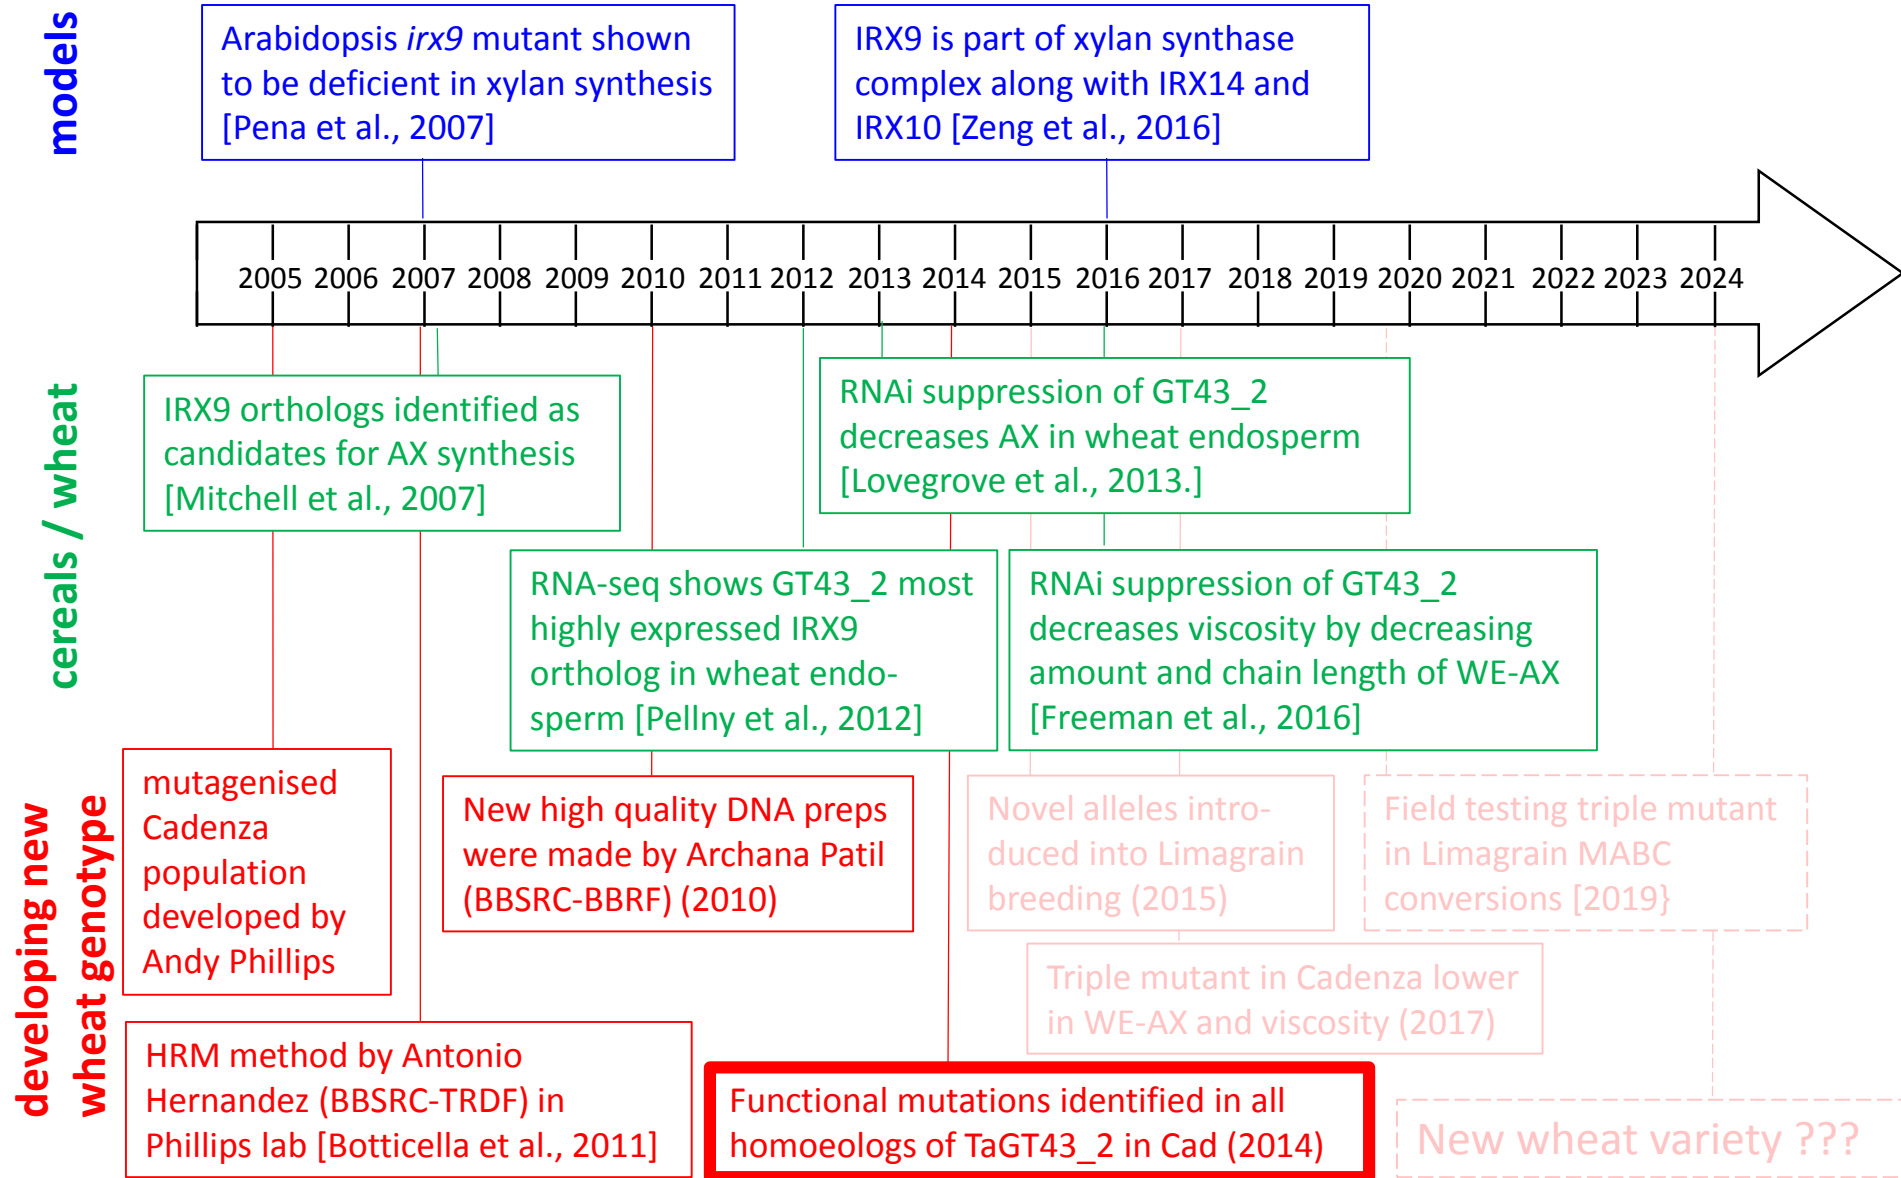 models
Arabidopsis irx9 mutant shown
to be deficient in xylan synthesis
[Pena et al., 2007]
IRX9 is part of xylan synthase
complex along with IRX14 and
IRX10 [Zeng et al., 2016]
2005 2006 2007 2008 2009 2010 2011 2012 2013 2014 2015 2016 2017 2018 2019 2020 2021 2022 2023 2024
cereals / wheat
IRX9 orthologs identified as
candidates for AX synthesis
[Mitchell et al., 2007]
RNAi suppression of GT43_2
decreases AX in wheat endosperm
[Lovegrove et al., 2013.]
RNA-seq shows GT43_2 most
highly expressed IRX9
ortholog in wheat endo-
sperm [Pellny et al., 2012]
RNAi suppression of GT43_2
decreases viscosity by decreasing
amount and chain length of WE-AX
[Freeman et al., 2016]
developing new
wheat genotype
mutagenised
Cadenza
population
developed by
Andy Phillips
New high quality DNA preps
were made by Archana Patil
(BBSRC-BBRF) (2010)
Novel alleles intro-
duced into Limagrain
breeding (2015)
Field testing triple mutant
in Limagrain MABC
conversions [2019}
Triple mutant in Cadenza lower
in WE-AX and viscosity (2017)
HRM method by Antonio
Hernandez (BBSRC-TRDF) in
Phillips lab [Botticella et al., 2011]
Functional mutations identified in all
homoeologs of TaGT43_2 in Cad (2014)
New wheat variety ???